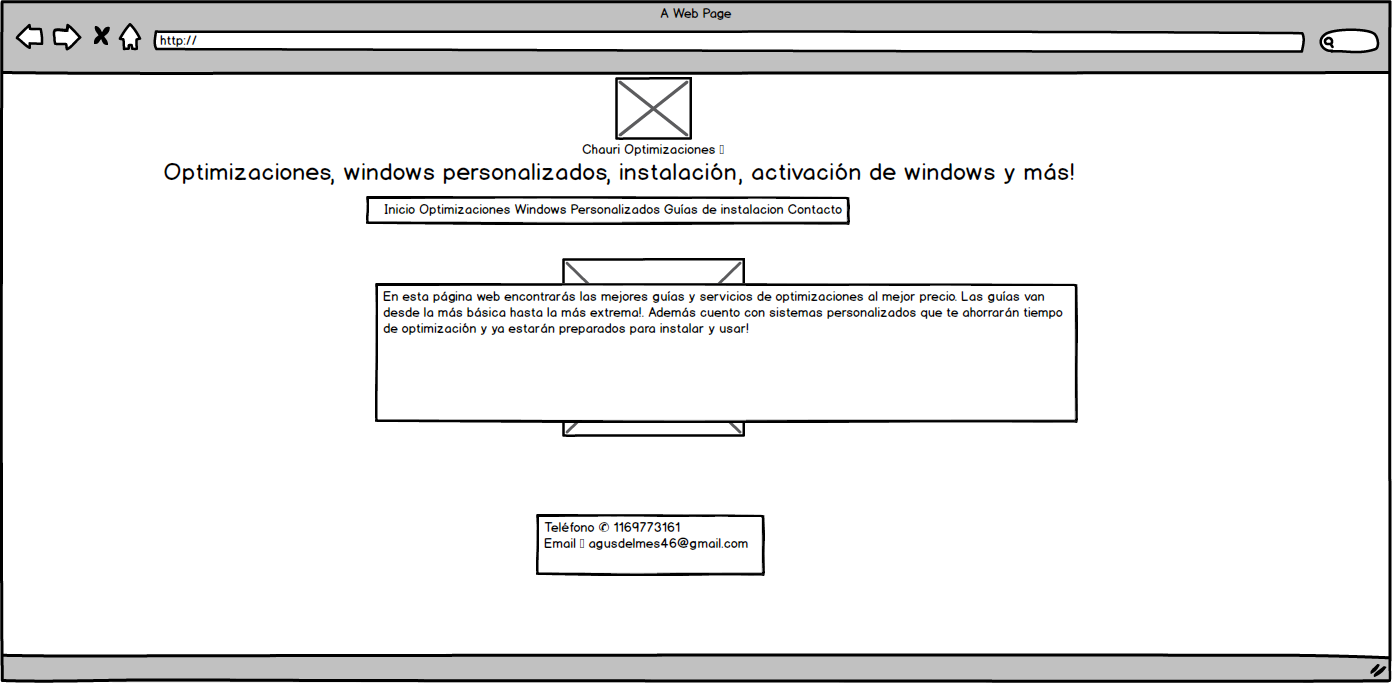 A Web Page
http://
Chauri Optimizaciones
Optimizaciones, windows personalizados, instalación, activación de windows y más!
Inicio Optimizaciones Windows Personalizados Guías de instalacion Contacto
En esta página web encontrarás las mejores guías y servicios de optimizaciones al mejor precio. Las guías van
desde la más básica hasta la más extrema!. Además cuento con sistemas personalizados que te ahorrarán tiempo
de optimización y ya estarán preparados para instalar y usar!
Teléfono ✆ 1169773161
Email agusdelmes46@gmail.com